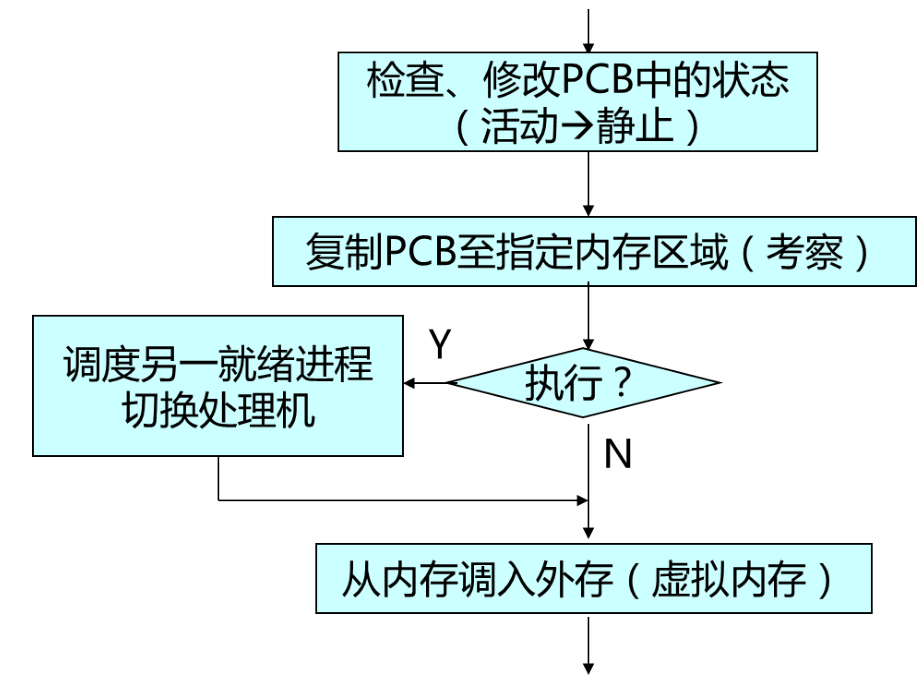 检查、修改PCB中的状态
（活动→静止）
复制PCB至指定内存区域（考察）
Y
调度另一就绪进程
切换处理机
执行？
N
从内存调入外存（虚拟内存）